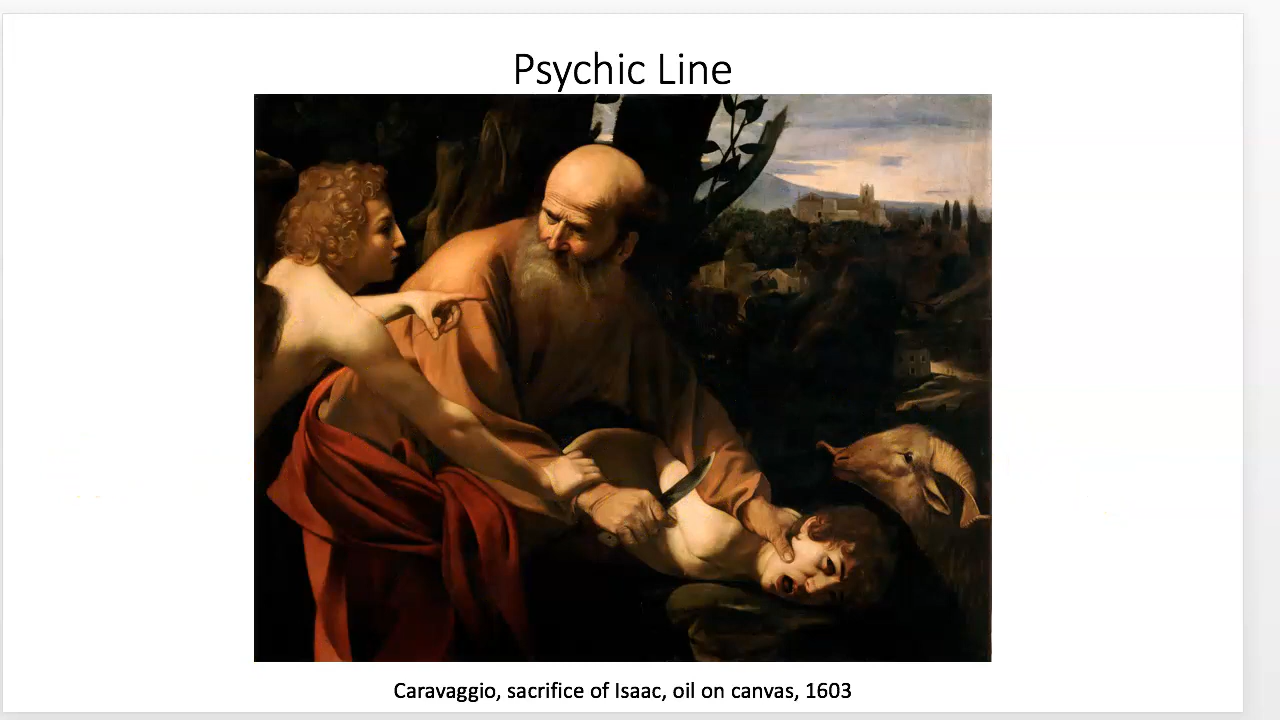 Psychic Line
Caravaggio, sacrifice of Isaac, oil on canvas, 1603